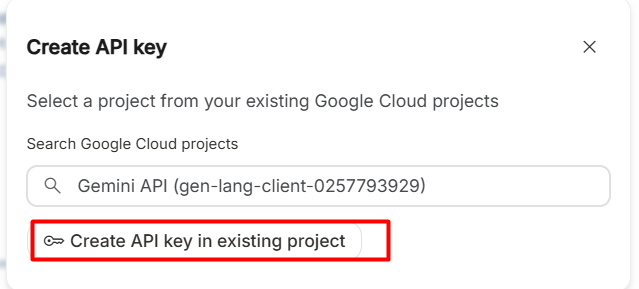 Create API key
Select a project from your existing Google Cloud projects
Search Google Cloud projects
Gemini API (gen-lang-client-0257793929)
Create API key in existing project